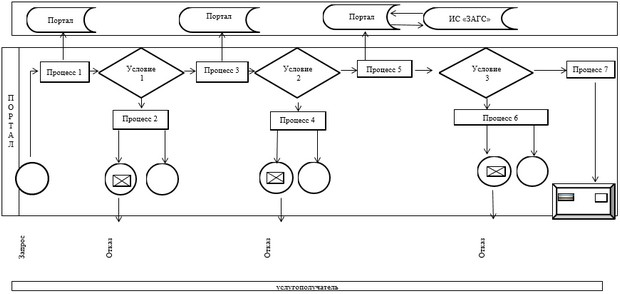 Портал
Портал
Портал
ИС «ЗАГС»
ПОРТАЛ
Процесс 1
Условие
1
Процесс 3
Условие
2
Процесс 5
Условие
3
Процесс 7
Процесс 2
Процесс 4
Процесс 6
Запрос
Отказ
Отказ
Отказ
услугополучатель